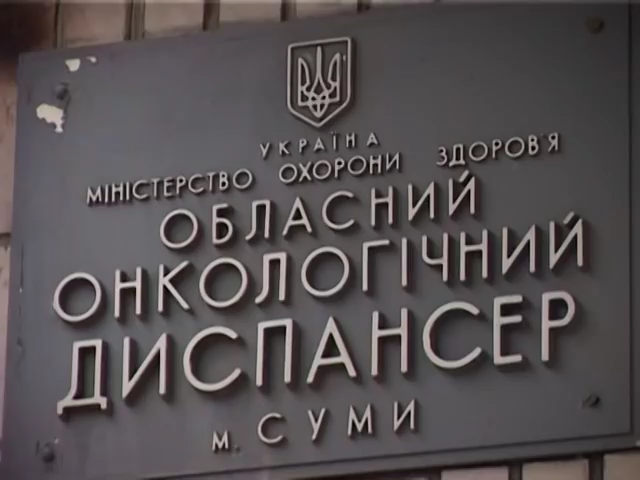 УКРАЇНА
МІНІСТЕРСТВО ОХОРОНИ ЗДОРОВ'Я
ОБЛАСНИЙ
ОНКОЛОГІЧНИЙ
ДИСПАНСЕР
м. СУМИ